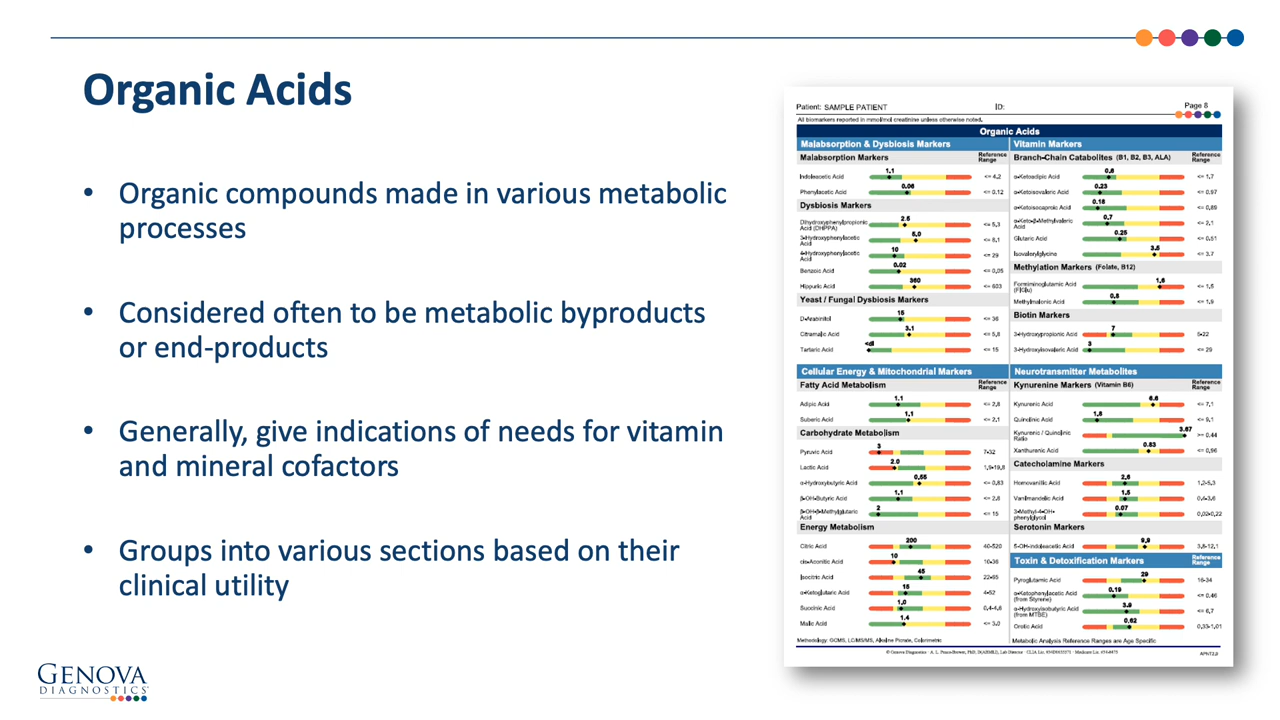 Organic Acids
• Organic compounds made in various metabolic
processes
• Considered often to be metabolic byproducts
or end-products
• Generally, give indications of needs for vitamin
and mineral cofactors
• Groups into various sections based on their
clinical utility
GENOVA
DIAGNOSTICS
Patient: SAMPLE PATIENT ID: Page 8
All biomarkers reported in mmol/mol creatinine unless otherwise noted.
Organic Acids
Malabsorption & Dysbiosis Markers
Malabsorption Markers Reference
Range
1.1
Indoleacetic Acid <= 4.2
0.06
Phenylacetic Acid <= 0.12
Dysbiosis Markers
2.6
Dihydroxyphenylpropionic
Acid (DHPPA) <= 5.3
5.0
3-Hydroxyphenylacetic
Acid <= 8.1
10
4-Hydroxyphenylacetic
Acid <= 29
0.02
Benzoic Acid <= 0.05
360
Hippuric Acid <= 603
Yeast / Fungal Dysbiosis Markers
15
D-Arabinitol <= 36
3.1
Citramalic Acid <= 5.8
<dl
Tartaric Acid <= 15
Vitamin Markers
Branch-Chain Catabolites (B1, B2, B3, ALA) Reference
Range
0.8
α-Ketoadipic Acid <= 1.7
0.23
α-Ketoisovaleric Acid <= 0.97
0.18
α-Ketoisocaproic Acid <= 0.89
0.7
α-Keto-β-Methylvaleric
Acid <= 2.1
0.25
Glutaric Acid <= 0.51
3.5
Isovalerylglycine <= 3.7
Methylation Markers (Folate, B12)
1.6
Formiminoglutamic Acid
(FIGlu) <= 1.5
0.8
Methylmalonic Acid <= 1.9
Biotin Markers
7
3-Hydroxypropionic Acid 5-22
3
3-Hydroxyisovaleric Acid <= 29
Cellular Energy & Mitochondrial Markers
Fatty Acid Metabolism Reference
Range
1.1
Adipic Acid <= 2.8
1.1
Suberic Acid <= 2.1
Carbohydrate Metabolism
3
Pyruvic Acid 7-32
2.0
Lactic Acid 1.9-19.8
0.55
α-Hydroxybutyric Acid <= 0.83
1.1
β-OH-Butyric Acid <= 2.8
2
β-OH-β-Methylglutaric
Acid <= 15
Energy Metabolism
200
Citric Acid 40-520
10
cis-Aconitic Acid 10-36
45
Isocitric Acid 22-65
15
α-Ketoglutaric Acid 4-52
1.0
Succinic Acid 0.4-4.6
1.4
Malic Acid <= 3.0
Neurotransmitter Metabolites
Kynurenine Markers (Vitamin B6) Reference
Range
6.6
Kynurenic Acid <= 7.1
1.8
Quinolinic Acid <= 9.1
3.67
Kynurenic / Quinolinic
Ratio >= 0.44
0.83
Xanthurenic Acid <= 0.96
Catecholamine Markers
2.6
Homovanillic Acid 1.2-5.3
1.5
Vanilmandelic Acid 0.4-3.6
0.07
3-Methyl-4-OH-
phenylglycol 0.02-0.22
Serotonin Markers
9.9
5-OH-indoleacetic Acid 3.8-12.1
Toxin & Detoxification Markers Reference
Range
29
Pyroglutamic Acid 16-34
0.19
α-Ketophenylacetic Acid
(from Styrene) <= 0.46
3.9
α-Hydroxyisobutyric Acid
(from MTBE) <= 6.7
0.62
Orotic Acid 0.33-1.01
Methodology: GCMS, LC/MS/MS, Alkaline Picrate, Colorimetric
Metabolic Analysis Reference Ranges are Age Specific